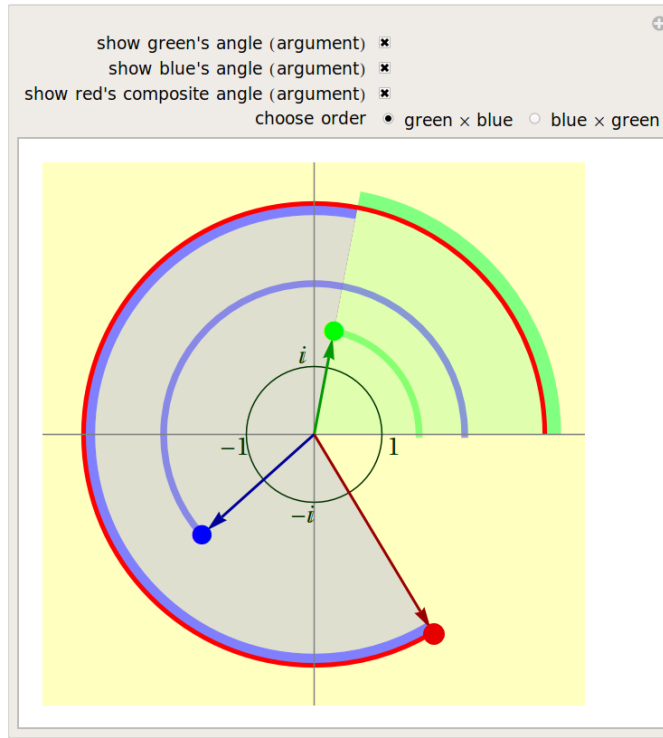 show green's angle (argument)
show blue's angle (argument)
show red's composite angle (argument)
choose order green × blue blue × green
i
−1 1
−i